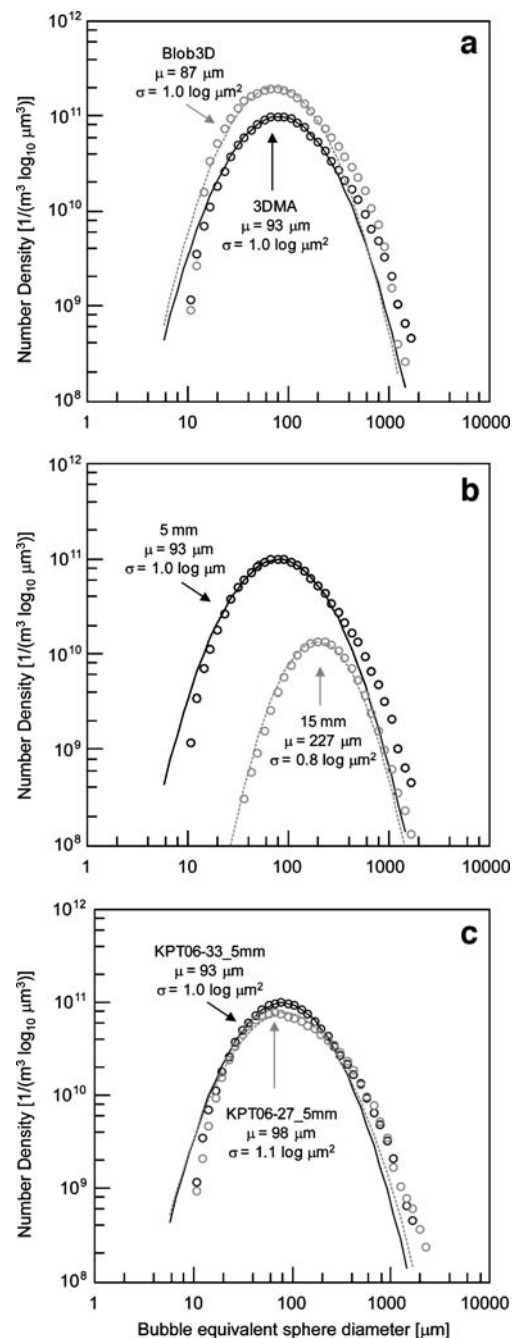 a
10¹²
10¹¹
10¹⁰
10⁹
10⁸
Number Density [1/(m³ log₁₀ μm³)]
Blob3D
μ = 87 μm
σ = 1.0 log μm²
3DMA
μ = 93 μm
σ = 1.0 log μm²
1 10 100 1000 10000
b
10¹²
10¹¹
10¹⁰
10⁹
10⁸
Number Density [1/(m³ log₁₀ μm³)]
5 mm
μ = 93 μm
σ = 1.0 log μm
15 mm
μ = 227 μm
σ = 0.8 log μm²
1 10 100 1000 10000
c
10¹²
10¹¹
10¹⁰
10⁹
10⁸
Number Density [1/(m³ log₁₀ μm³)]
KPT06-33_5mm
μ = 93 μm
σ = 1.0 log μm²
KPT06-27_5mm
μ = 98 μm
σ = 1.1 log μm²
1 10 100 1000 10000
Bubble equivalent sphere diameter [μm]